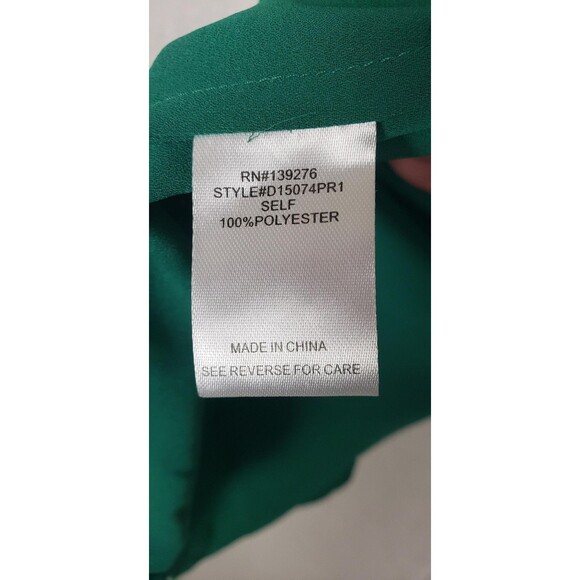 RN#139276
STYLE#D15074PR1
SELF
100%POLYESTER
MADE IN CHINA
SEE REVERSE FOR CARE